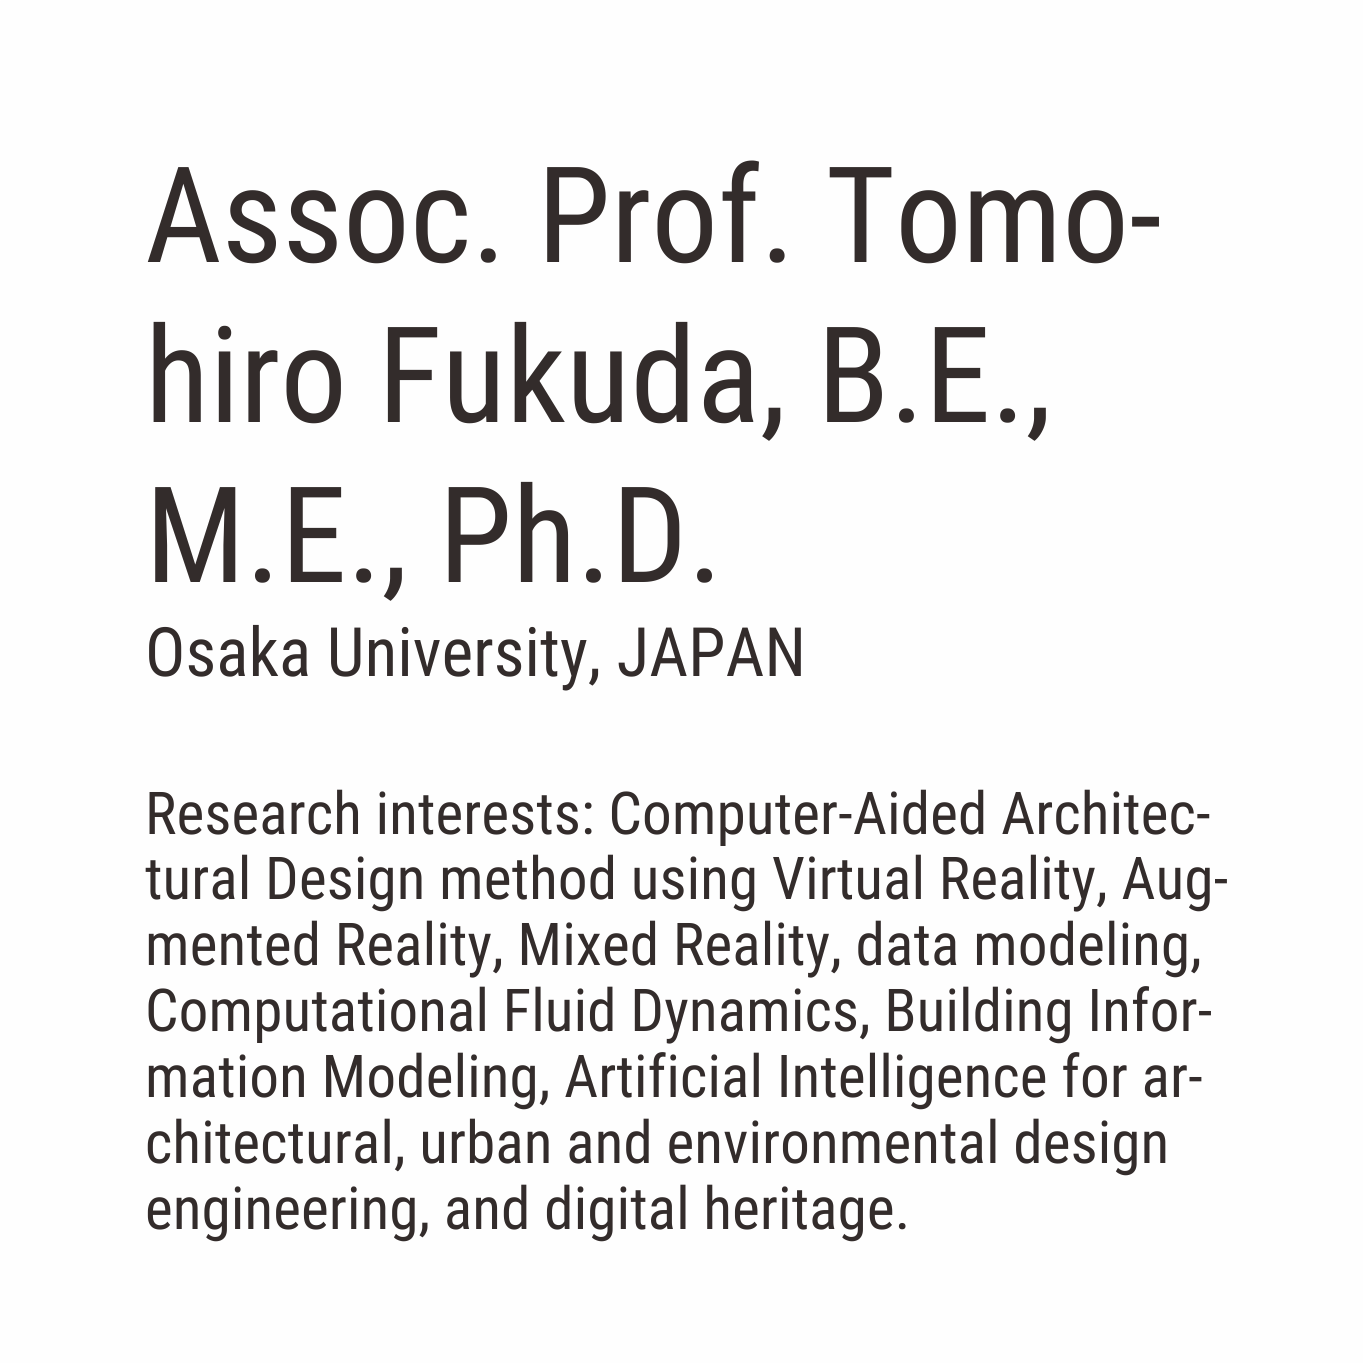 Assoc. Prof. Tomo-
hiro Fukuda, B.E.,
M.E., Ph.D.
Osaka University, JAPAN
Research interests: Computer-Aided Architec-
tural Design method using Virtual Reality, Aug-
mented Reality, Mixed Reality, data modeling,
Computational Fluid Dynamics, Building Infor-
mation Modeling, Artificial Intelligence for ar-
chitectural, urban and environmental design
engineering, and digital heritage.